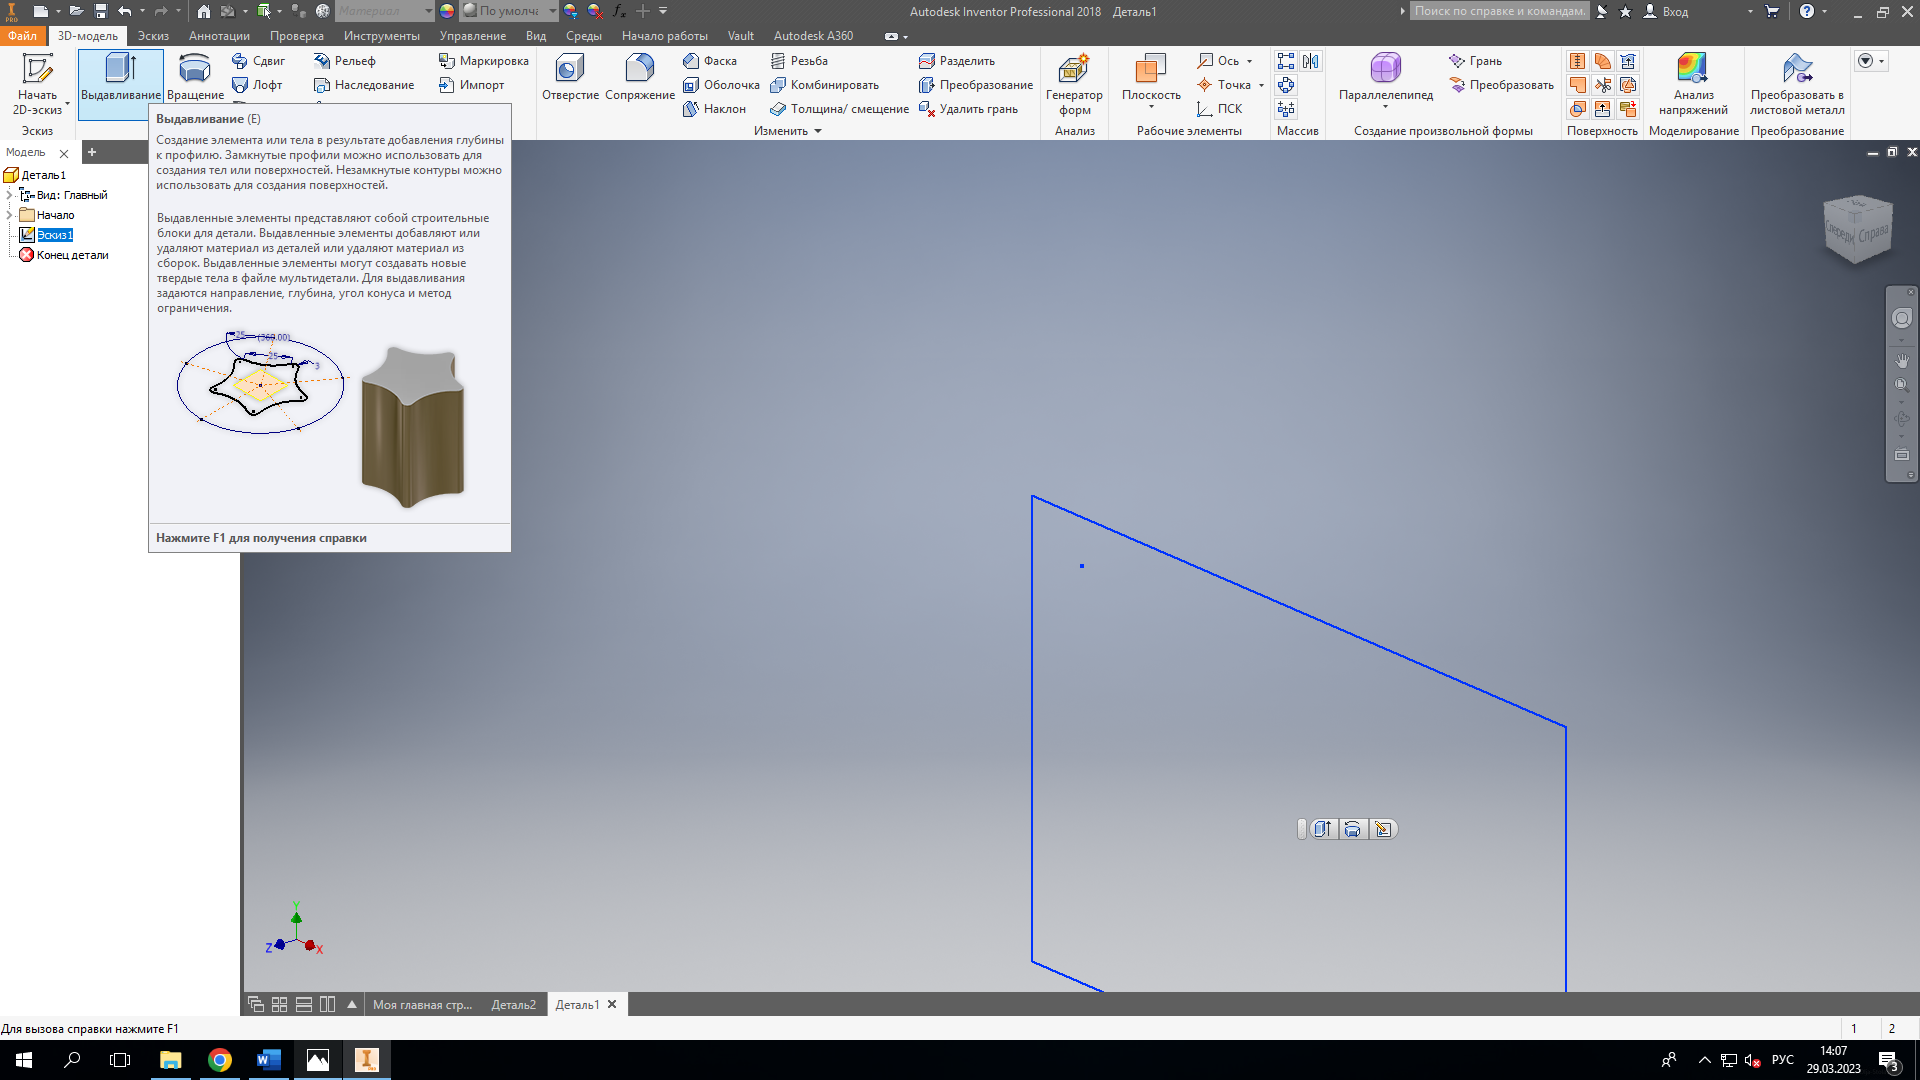 Материал
По умолча
Autodesk Inventor Professional 2018 Деталь1
Поиск по справке и командам.
Вход
Файл 3D-модель Эскиз Аннотации Проверка Инструменты Управление Вид Среды Начало работы Vault Autodesk A360
Начать
2D-эскиз
Эскиз
Выдавливание
Вращение
Сдвиг
Лофт
Рельеф
Наследование
Маркировка
Импорт
Отверстие
Сопряжение
Фаска
Оболочка
Наклон
Резьба
Комбинировать
Толщина/ смещение
Разделить
Преобразование
Удалить грань
Изменить
Генератор
форм
Анализ
Плоскость
Ось
Точка
ПСК
Рабочие элементы
Массив
Параллелепипед
Грань
Преобразовать
Создание произвольной формы
Поверхность
Анализ
напряжений
Моделирование
Преобразовать в
листовой металл
Преобразование
Модель
Деталь1
Вид: Главный
Начало
Эскиз1
Конец детали
Выдавливание (E)
Создание элемента или тела в результате добавления глубины
к профилю. Замкнутые профили можно использовать для
создания тел или поверхностей. Незамкнутые контуры можно
использовать для создания поверхностей.
Выдавленные элементы представляют собой строительные
блоки для детали. Выдавленные элементы добавляют или
удаляют материал из деталей или удаляют материал из
сборок. Выдавленные элементы могут создавать новые
твердые тела в файле мультидетали. Для выдавливания
задаются направление, глубина, угол конуса и метод
ограничения.
25
(360.00)
25
3
Нажмите F1 для получения справки
Спереди
Справа
Y
Z
X
Моя главная стр...
Деталь2
Деталь1
Для вызова справки нажмите F1
1
2
РУС
14:07
29.03.2023
3